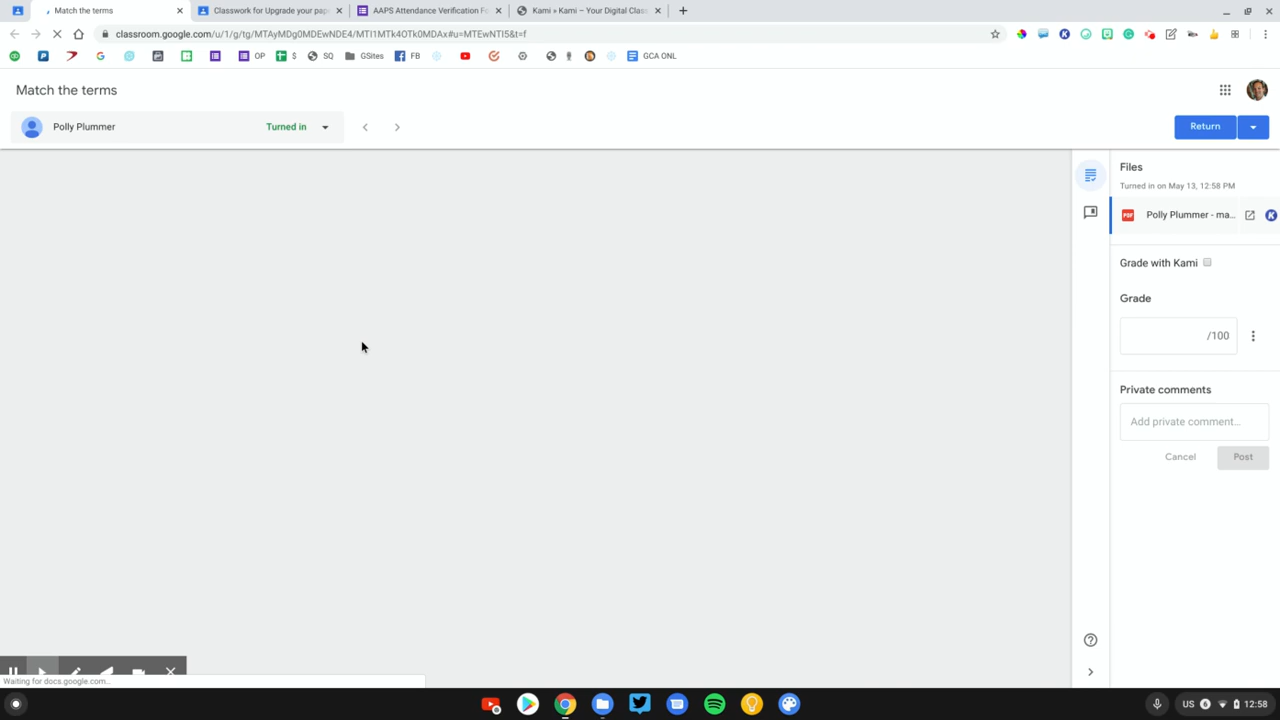 Match the terms
Classwork for Upgrade your pap
AAPS Attendance Verification Fo
Kami » Kami – Your Digital Class
classroom.google.com/u/1/g/tg/MTAyMDg0MDEwNDE4/MTI1MTk4OTk0MDAx#u=MTEwNTI5&t=f
OP
$
SQ
GSites
FB
GCA ONL
Match the terms
Polly Plummer
Turned in
Return
Files
Turned in on May 13, 12:58 PM
PDF
Polly Plummer - ma...
K
Grade with Kami
Grade
/100
Private comments
Add private comment...
Cancel
Post
Waiting for docs.google.com...
US
6
12:58